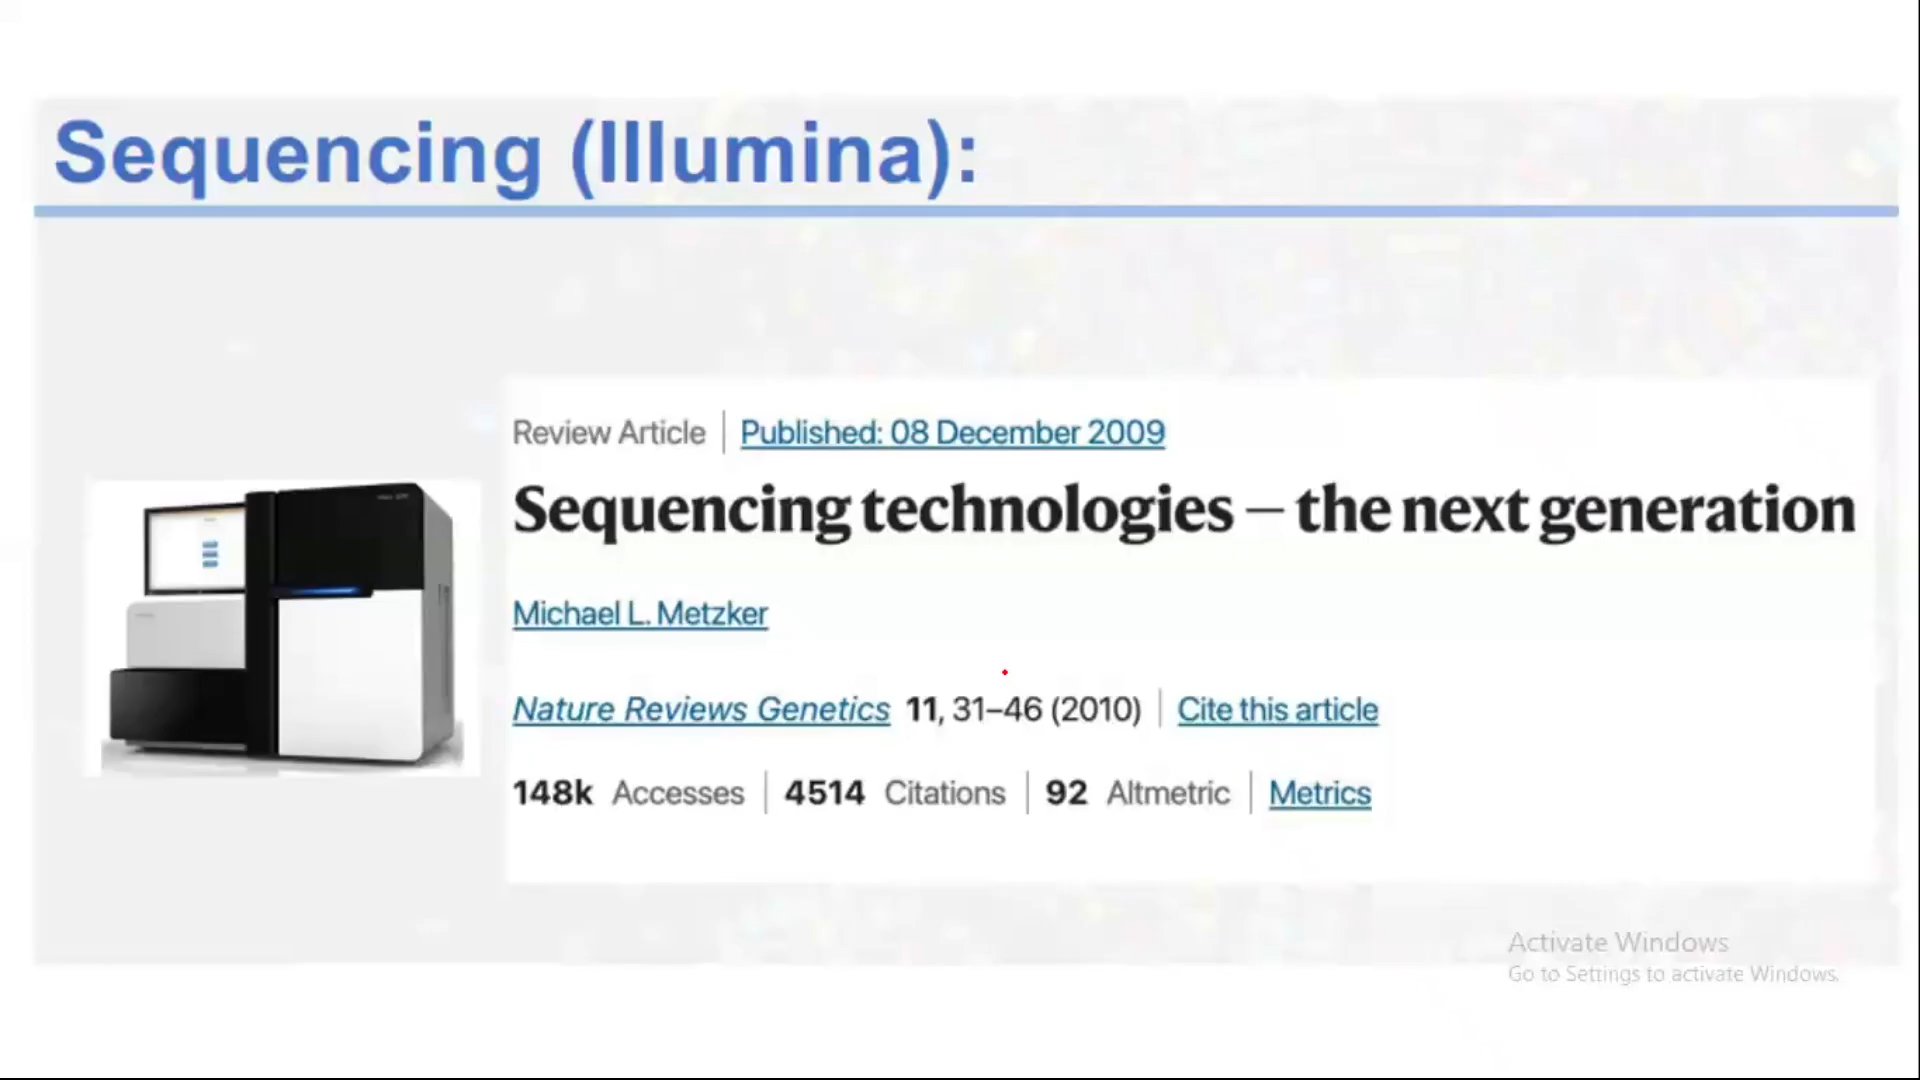 Sequencing (Illumina):
Review Article | Published: 08 December 2009
Sequencing technologies — the next generation
Michael L. Metzker
Nature Reviews Genetics 11, 31–46 (2010) | Cite this article
148k Accesses | 4514 Citations | 92 Altmetric | Metrics
Activate Windows
Go to Settings to activate Windows.